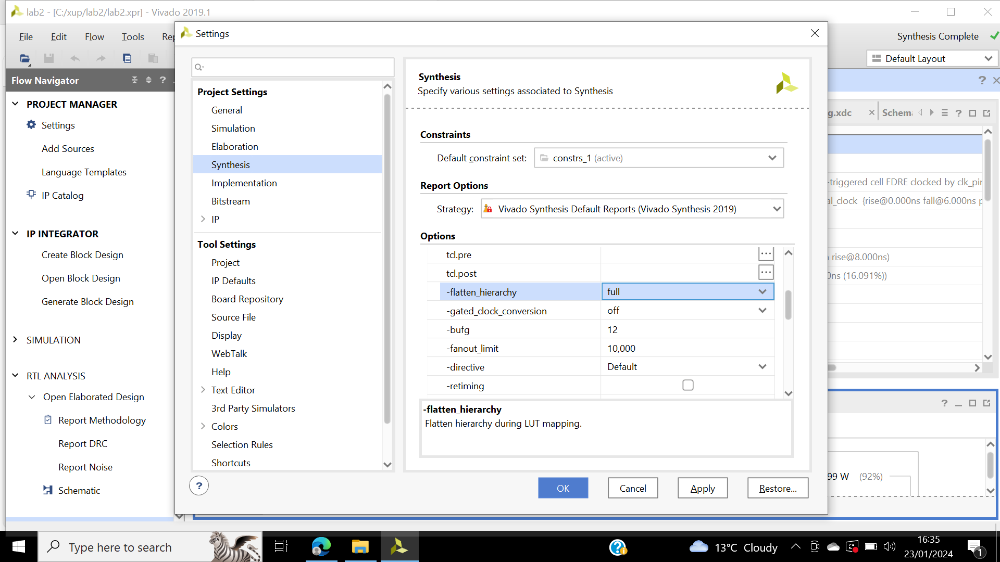 lab2 - [C:/xup/lab2/lab2.xpr] - Vivado 2019.1
File Edit Flow Tools
Synthesis Complete
Default Layout
Flow Navigator
?
PROJECT MANAGER
Settings
Add Sources
Language Templates
IP Catalog
IP INTEGRATOR
Create Block Design
Open Block Design
Generate Block Design
SIMULATION
RTL ANALYSIS
Open Elaborated Design
Report Methodology
Report DRC
Report Noise
Schematic
Settings
Project Settings
General
Simulation
Elaboration
Synthesis
Implementation
Bitstream
IP
Tool Settings
Project
IP Defaults
Board Repository
Source File
Display
WebTalk
Help
Text Editor
3rd Party Simulators
Colors
Selection Rules
Shortcuts
?
Synthesis
Specify various settings associated to Synthesis
Constraints
Default constraint set: constrs_1 (active)
Report Options
Strategy: Vivado Synthesis Default Reports (Vivado Synthesis 2019)
Options
tcl.pre ...
tcl.post ...
-flatten_hierarchy full
-gated_clock_conversion off
-bufg 12
-fanout_limit 10,000
-directive Default
-retiming
-flatten_hierarchy
Flatten hierarchy during LUT mapping.
OK Cancel Apply Restore...
?
g.xdc Schema ?
-triggered cell FDRE clocked by clk_pin
al_clock {rise@0.000ns fall@6.000ns p
rise@8.000ns)
0ns (16.091%))
?
99 W (92%)
Type here to search
13°C Cloudy
16:35
23/01/2024
1